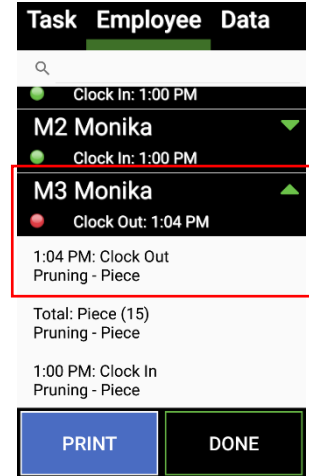 Task Employee Data
Clock In: 1:00 PM
M2 Monika
Clock In: 1:00 PM
M3 Monika
Clock Out: 1:04 PM
1:04 PM: Clock Out
Pruning - Piece
Total: Piece (15)
Pruning - Piece
1:00 PM: Clock In
Pruning - Piece
PRINT DONE